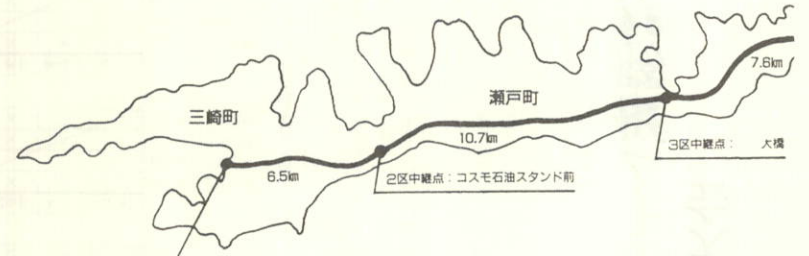 7.6km
瀬戸町
三崎町
10.7km
3区中継点： 大橋
6.5km
2区中継点：コスモ石油スタンド前